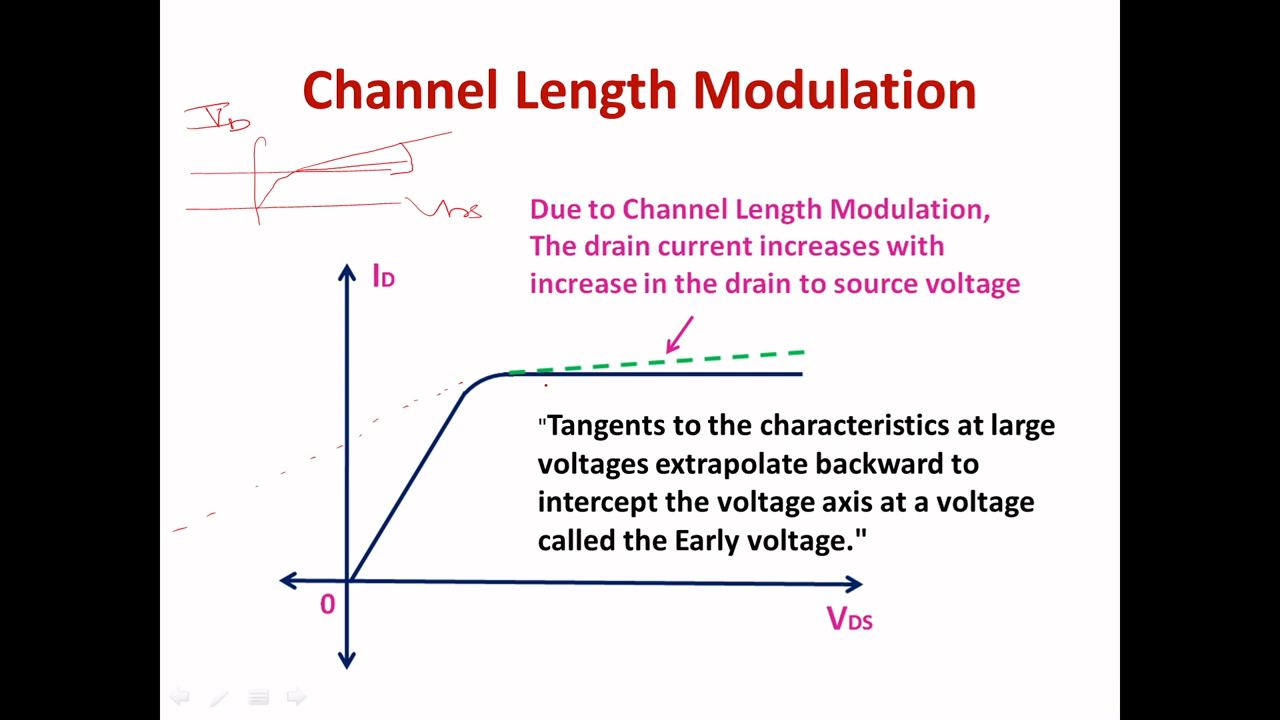 Channel Length Modulation
ID
VDS
Due to Channel Length Modulation,
The drain current increases with
increase in the drain to source voltage
ID
"Tangents to the characteristics at large
voltages extrapolate backward to
intercept the voltage axis at a voltage
called the Early voltage."
0
VDS